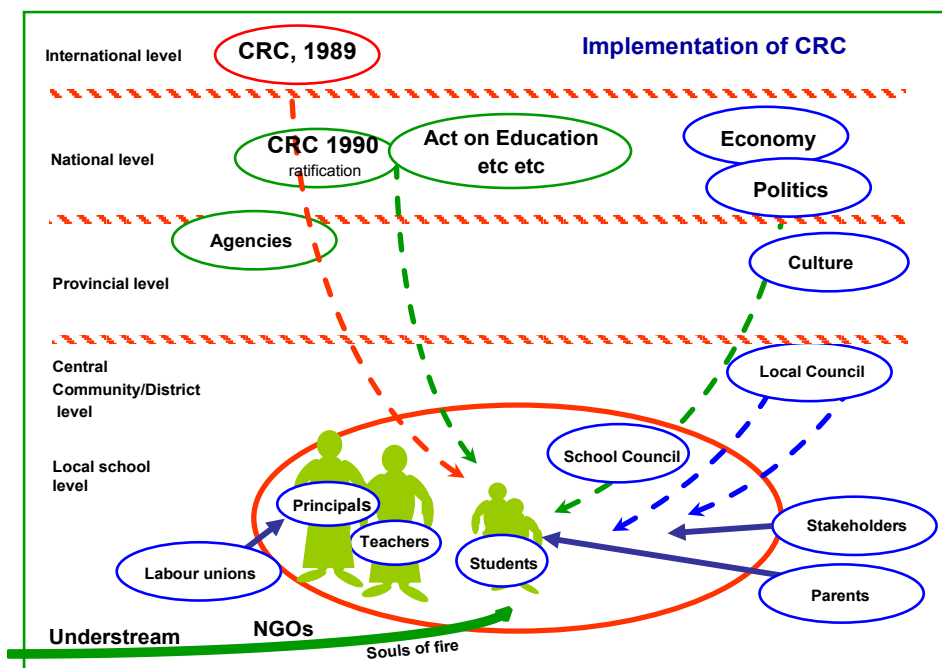 Implementation of CRC
International level
CRC, 1989
National level
CRC 1990
ratification
Act on Education
etc etc
Economy
Politics
Agencies
Culture
Provincial level
Central
Community/District
level
Local Council
Local school
level
School Council
Principals
Teachers
Students
Stakeholders
Labour unions
Parents
Understream
NGOs
Souls of fire